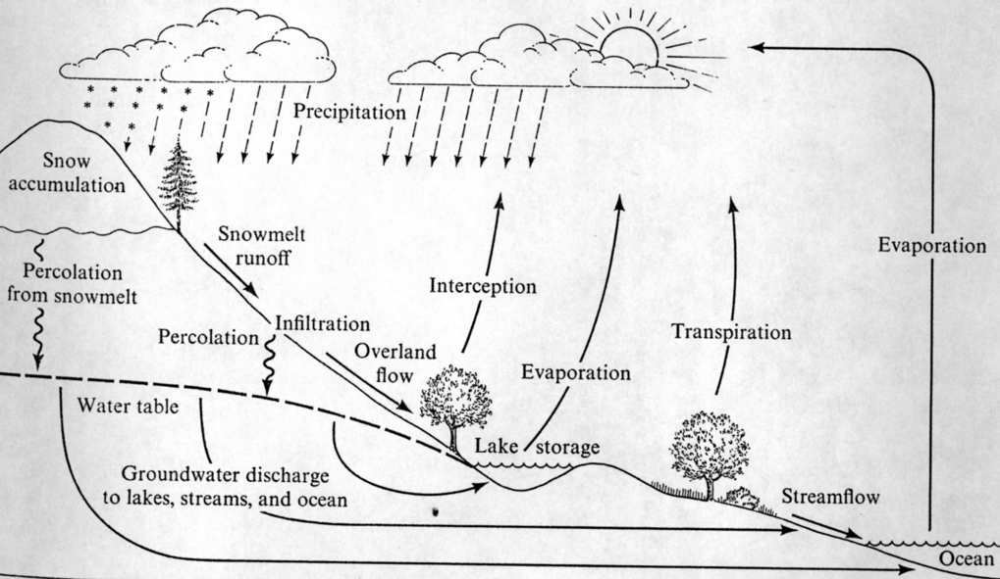 Precipitation
Snow
accumulation
Snowmelt
runoff
Evaporation
Percolation
from snowmelt
Interception
Percolation
Infiltration
Transpiration
Overland
flow
Evaporation
Water table
Lake storage
Groundwater discharge
to lakes, streams, and ocean
Streamflow
Ocean